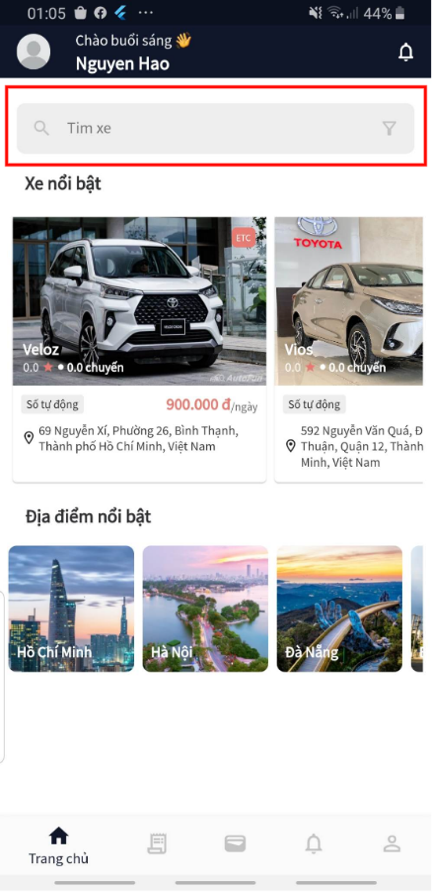 01:05
44%
Chào buổi sáng 👋
Nguyen Hao
Tìm xe
Xe nổi bật
ETC
Veloz
0.0 ★ • 0.0 chuyến
Số tự động
900.000 đ/ngày
69 Nguyễn Xí, Phường 26, Bình Thạnh,
Thành phố Hồ Chí Minh, Việt Nam
TOYOTA
Vios
0.0 ★ • 0.0 chuyến
Số tự động
592 Nguyễn Văn Quá, Đ
Thuận, Quận 12, Thành
Minh, Việt Nam
Địa điểm nổi bật
Hồ Chí Minh
Hà Nội
Đà Nẵng
Trang chủ